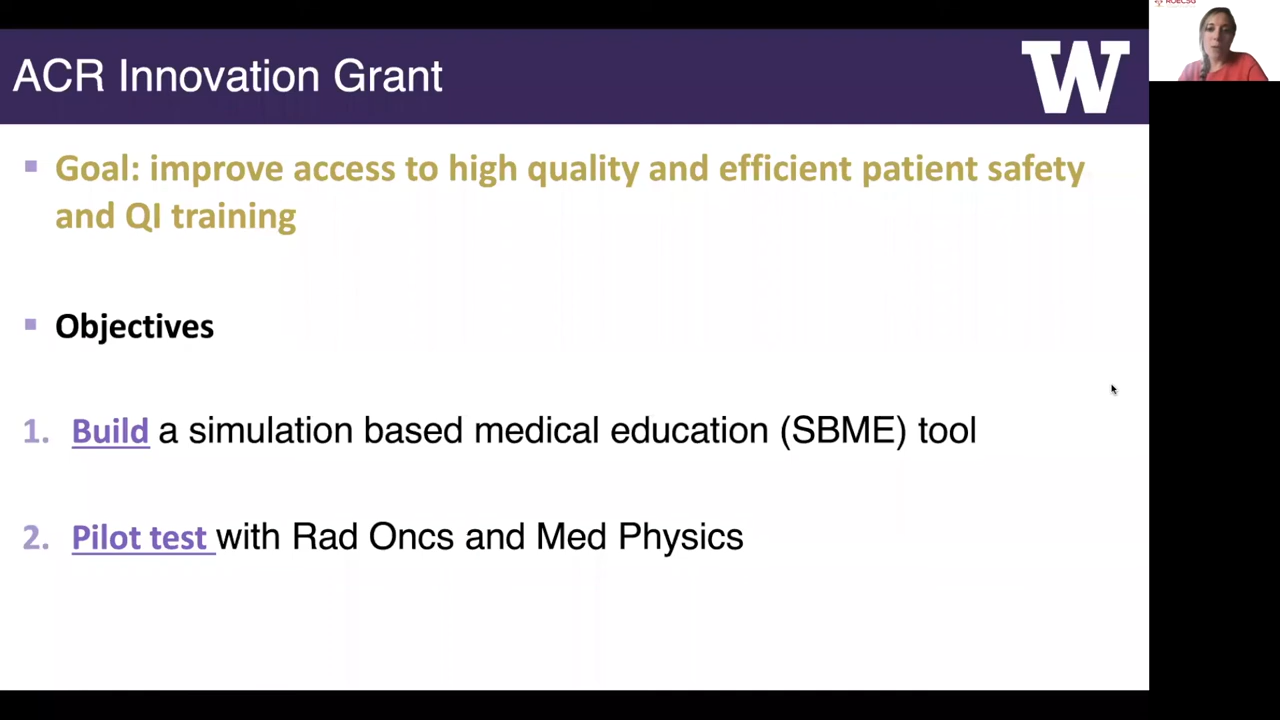 ACR Innovation Grant
W
ROECSG
▪ Goal: improve access to high quality and efficient patient safety
and QI training
▪ Objectives
1. Build a simulation based medical education (SBME) tool
2. Pilot test with Rad Oncs and Med Physics